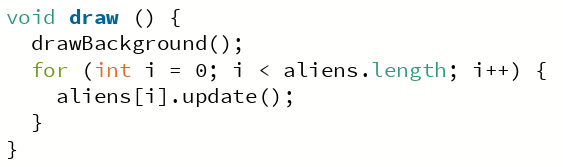 void draw () {
  drawBackground();
  for (int i = 0; i < aliens.length; i++) {
    aliens[i].update();
  }
}